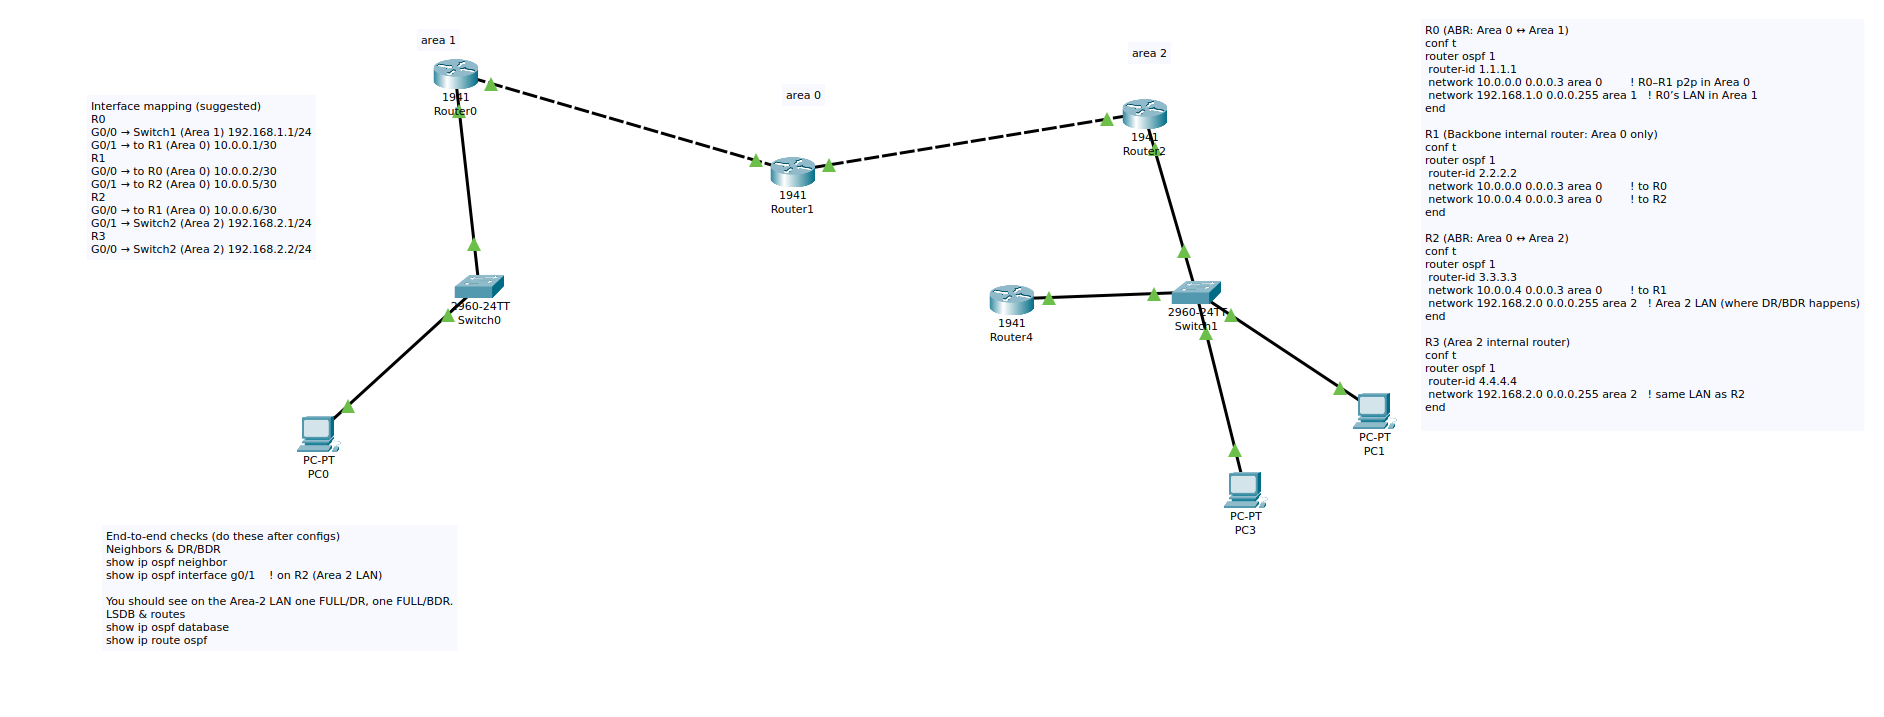 area 1
area 2
area 0
1941
Router0
1941
Router1
1941
Router2
2960-24TT
Switch0
1941
Router4
2960-24TT
Switch1
PC-PT
PC0
PC-PT
PC1
PC-PT
PC3
Interface mapping (suggested)
R0
G0/0 → Switch1 (Area 1) 192.168.1.1/24
G0/1 → to R1 (Area 0) 10.0.0.1/30
R1
G0/0 → to R0 (Area 0) 10.0.0.2/30
G0/1 → to R2 (Area 0) 10.0.0.5/30
R2
G0/0 → to R1 (Area 0) 10.0.0.6/30
G0/1 → Switch2 (Area 2) 192.168.2.1/24
R3
G0/0 → Switch2 (Area 2) 192.168.2.2/24
End-to-end checks (do these after configs)
Neighbors & DR/BDR
show ip ospf neighbor
show ip ospf interface g0/1    ! on R2 (Area 2 LAN)
You should see on the Area-2 LAN one FULL/DR, one FULL/BDR.
LSDB & routes
show ip ospf database
show ip route ospf
R0 (ABR: Area 0 ↔ Area 1)
conf t
router ospf 1
router-id 1.1.1.1
network 10.0.0.0 0.0.0.3 area 0        ! R0–R1 p2p in Area 0
network 192.168.1.0 0.0.0.255 area 1   ! R0’s LAN in Area 1
end
R1 (Backbone internal router: Area 0 only)
conf t
router ospf 1
router-id 2.2.2.2
network 10.0.0.0 0.0.0.3 area 0        ! to R0
network 10.0.0.4 0.0.0.3 area 0        ! to R2
end
R2 (ABR: Area 0 ↔ Area 2)
conf t
router ospf 1
router-id 3.3.3.3
network 10.0.0.4 0.0.0.3 area 0        ! to R1
network 192.168.2.0 0.0.0.255 area 2   ! Area 2 LAN (where DR/BDR happens)
end
R3 (Area 2 internal router)
conf t
router ospf 1
router-id 4.4.4.4
network 192.168.2.0 0.0.0.255 area 2   ! same LAN as R2
end